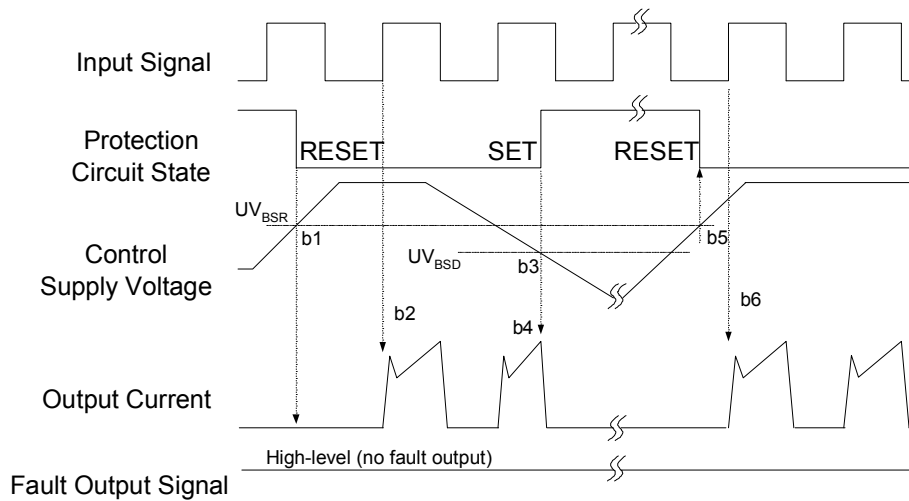 Input Signal
Protection
Circuit State
RESET
SET
RESET
UVBSR
b1
UVBSD
b3
b5
Control
Supply Voltage
b2
b4
b6
Output Current
High-level (no fault output)
Fault Output Signal